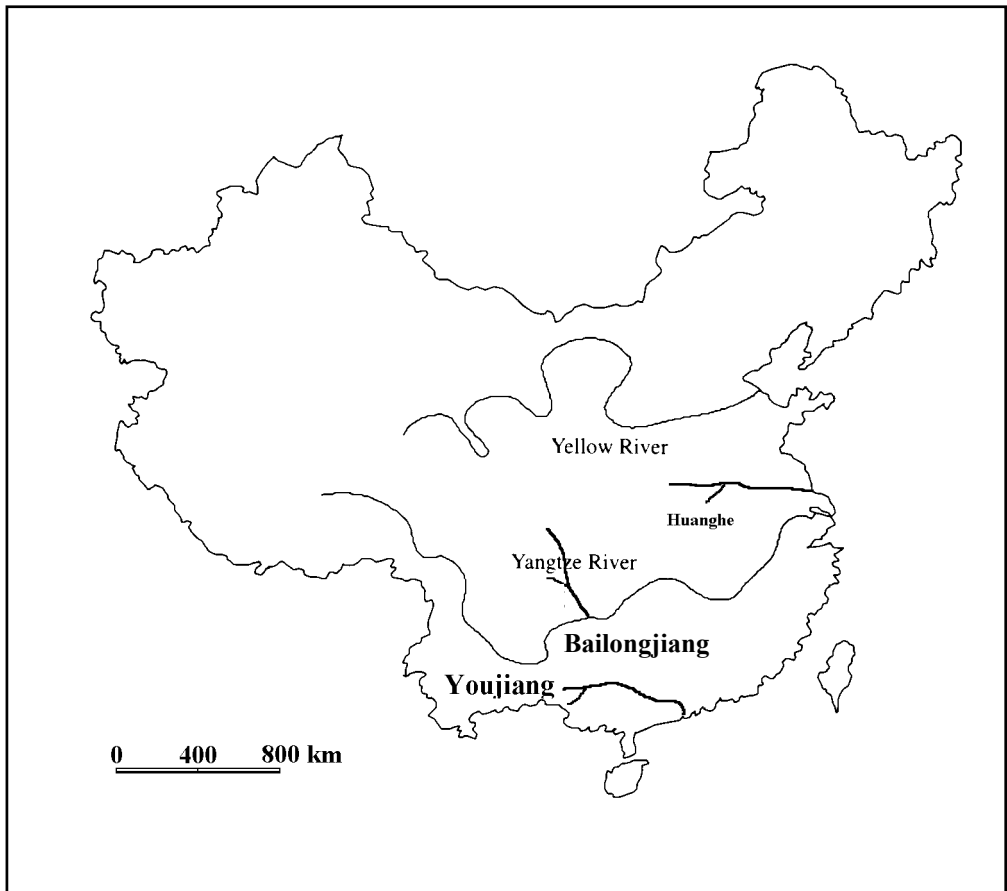 Yellow River
Huanghe
Yangtze River
Bailongjiang
Youjiang
0 400 800 km